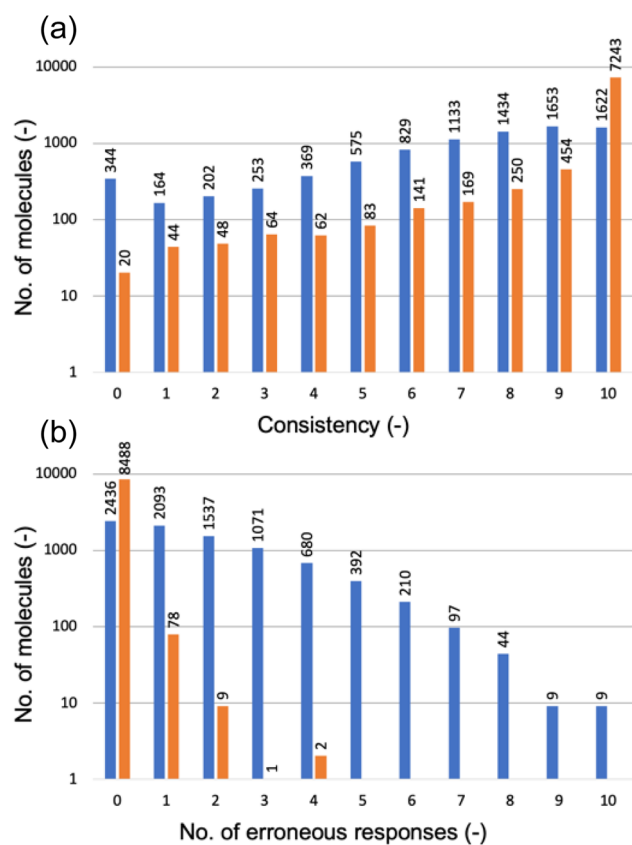 (a)
No. of molecules (-)
10000
1000
100
10
1
344 164 202 253 369 575 829 1133 1434 1653 1622
20 44 48 64 62 83 141 169 250 454 7243
0 1 2 3 4 5 6 7 8 9 10
Consistency (-)
(b)
No. of molecules (-)
10000
1000
100
10
1
2436 2093 1537 1071 680 392 210 97 44 9 9
8488 78 9 1 2
0 1 2 3 4 5 6 7 8 9 10
No. of erroneous responses (-)